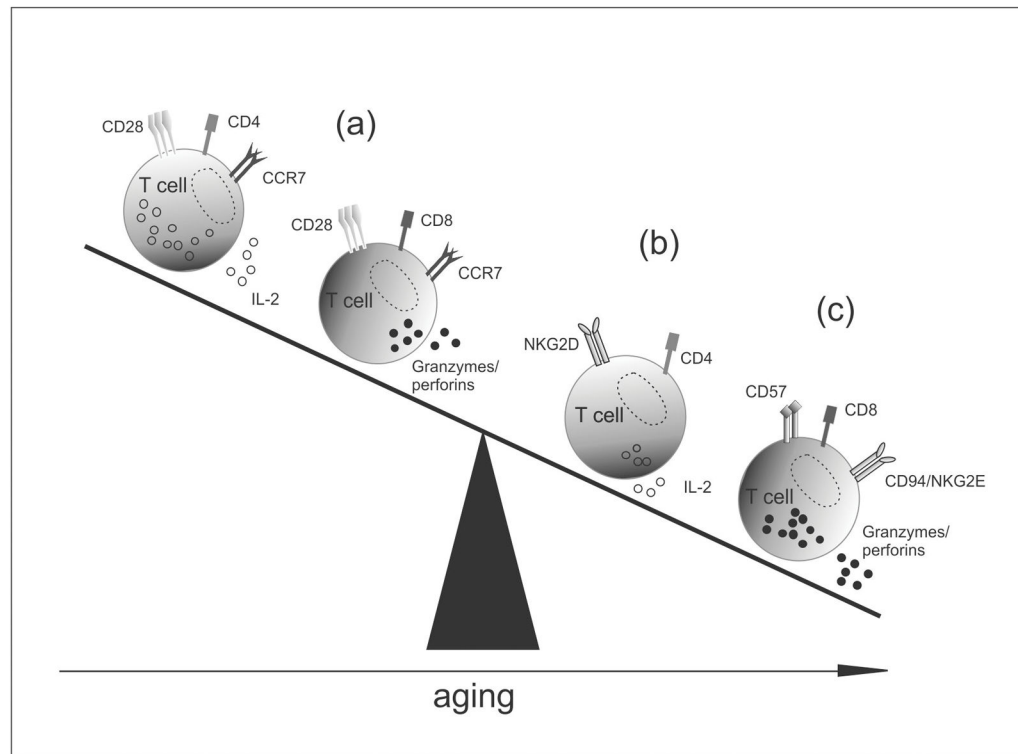 (a)
CD28
CD4
CCR7
T cell
IL-2
CD28
CD8
CCR7
T cell
Granzymes/
perforins
(b)
NKG2D
CD4
T cell
IL-2
(c)
CD57
CD8
CD94/NKG2E
T cell
Granzymes/
perforins
aging